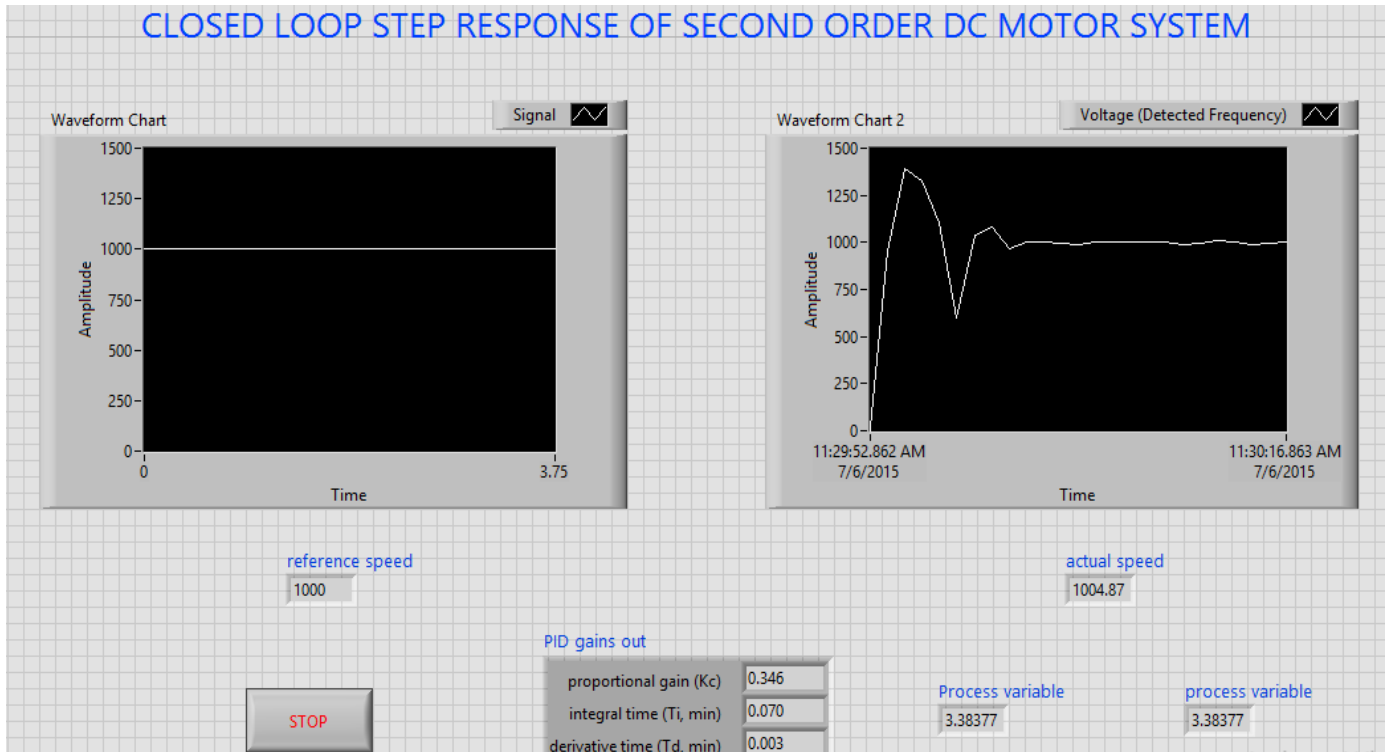 CLOSED LOOP STEP RESPONSE OF SECOND ORDER DC MOTOR SYSTEM
Waveform Chart
Signal
1500
1250
1000
750
500
250
0
Amplitude
0
3.75
Time
Waveform Chart 2
Voltage (Detected Frequency)
1500
1250
1000
750
500
250
0
Amplitude
11:29:52.862 AM
7/6/2015
11:30:16.863 AM
7/6/2015
Time
reference speed
1000
actual speed
1004.87
PID gains out
proportional gain (Kc)
0.346
integral time (Ti, min)
0.070
derivative time (Td, min)
0.003
STOP
Process variable
3.38377
process variable
3.38377